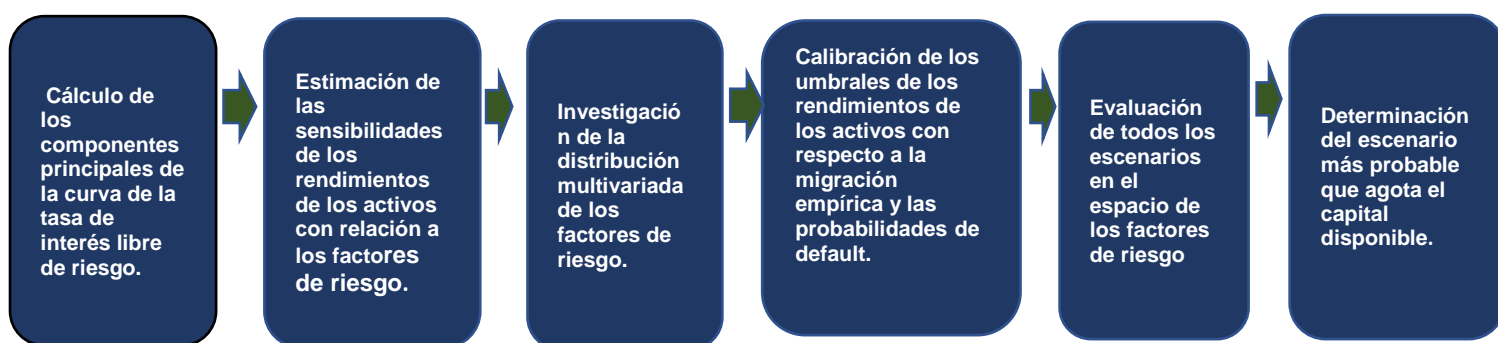 Cálculo de
los
componentes
principales de
la curva de la
tasa de
interés libre
de riesgo.
Estimación de
las
sensibilidades
de los
rendimientos
de los activos
con relación a
los factores
de riesgo.
Investigació
n de la
distribución
multivariada
de los
factores de
riesgo.
Calibración de los
umbrales de los
rendimientos de
los activos con
respecto a la
migración
empírica y las
probabilidades de
default.
Evaluación
de todos los
escenarios
en el
espacio de
los factores
de riesgo
Determinación
del escenario
más probable
que agota el
capital
disponible.